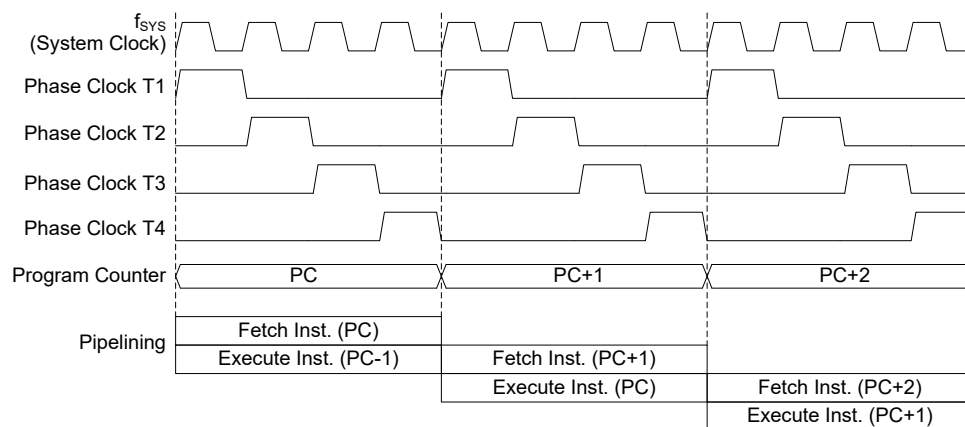 fSYS
(System Clock)
Phase Clock T1
Phase Clock T2
Phase Clock T3
Phase Clock T4
Program Counter PC PC+1 PC+2
Pipelining
Fetch Inst. (PC)
Execute Inst. (PC-1) Fetch Inst. (PC+1)
Execute Inst. (PC) Fetch Inst. (PC+2)
Execute Inst. (PC+1)